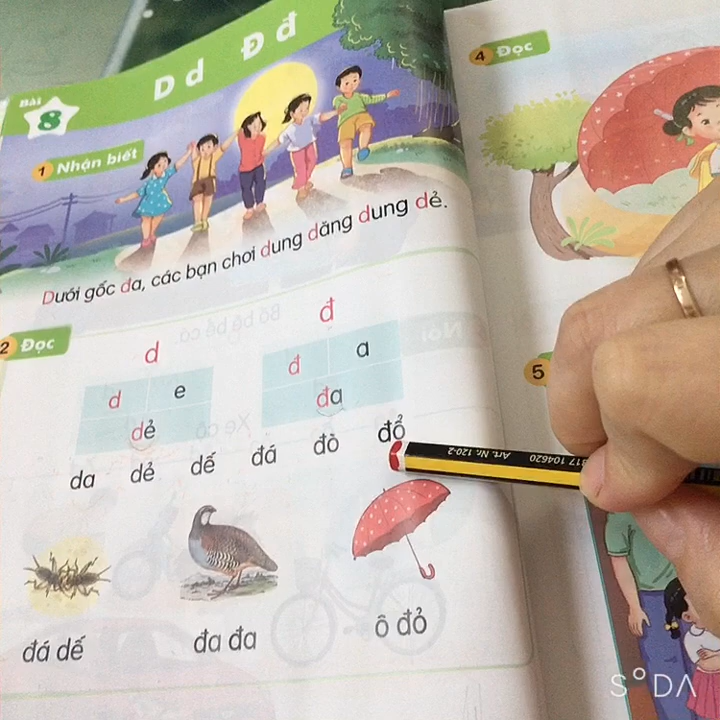 D d Đ đ
Bài
8
1 Nhận biết
Dưới gốc đa, các bạn chơi dung dăng dung dẻ.
2 Đọc
d đ
d e
dẻ
đ a
đa
da dẻ dế đá đò đổ
đá dế đa đa ô đỏ
4 Đọc
5
Art. Nr. 120-2
317 104620
SODA